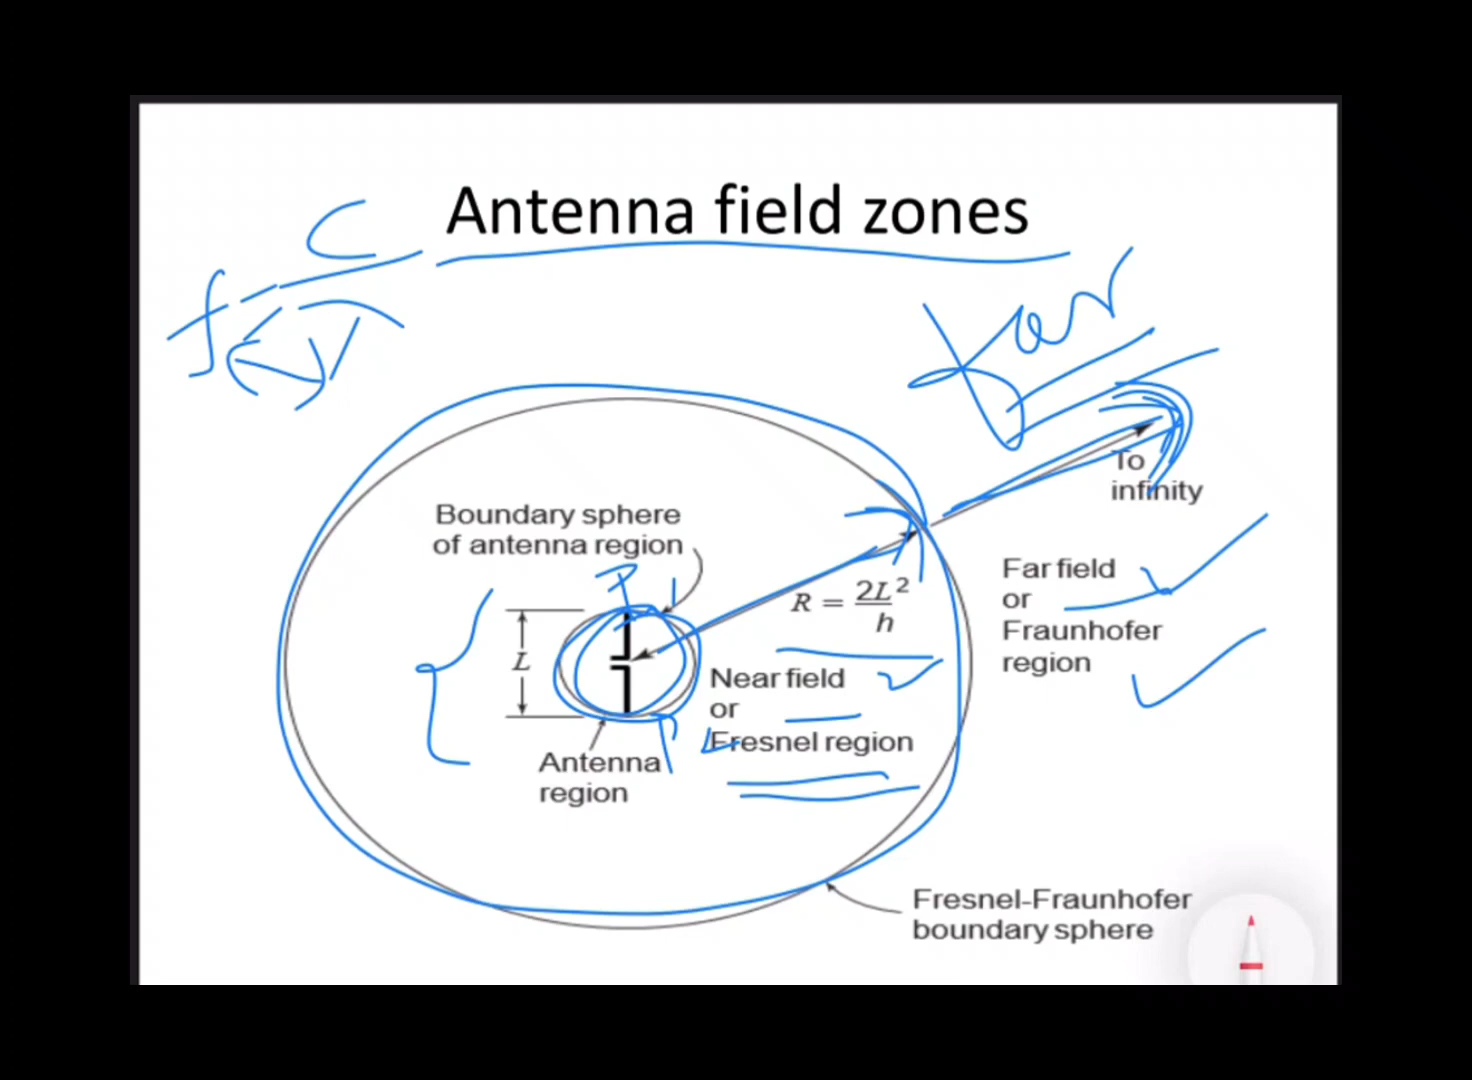 Antenna field zones
C
f
far
To
infinity
Boundary sphere
of antenna region
R = 2L²/h
L
Far field
or
Fraunhofer
region
Near field
or
Fresnel region
Antenna
region
Fresnel-Fraunhofer
boundary sphere